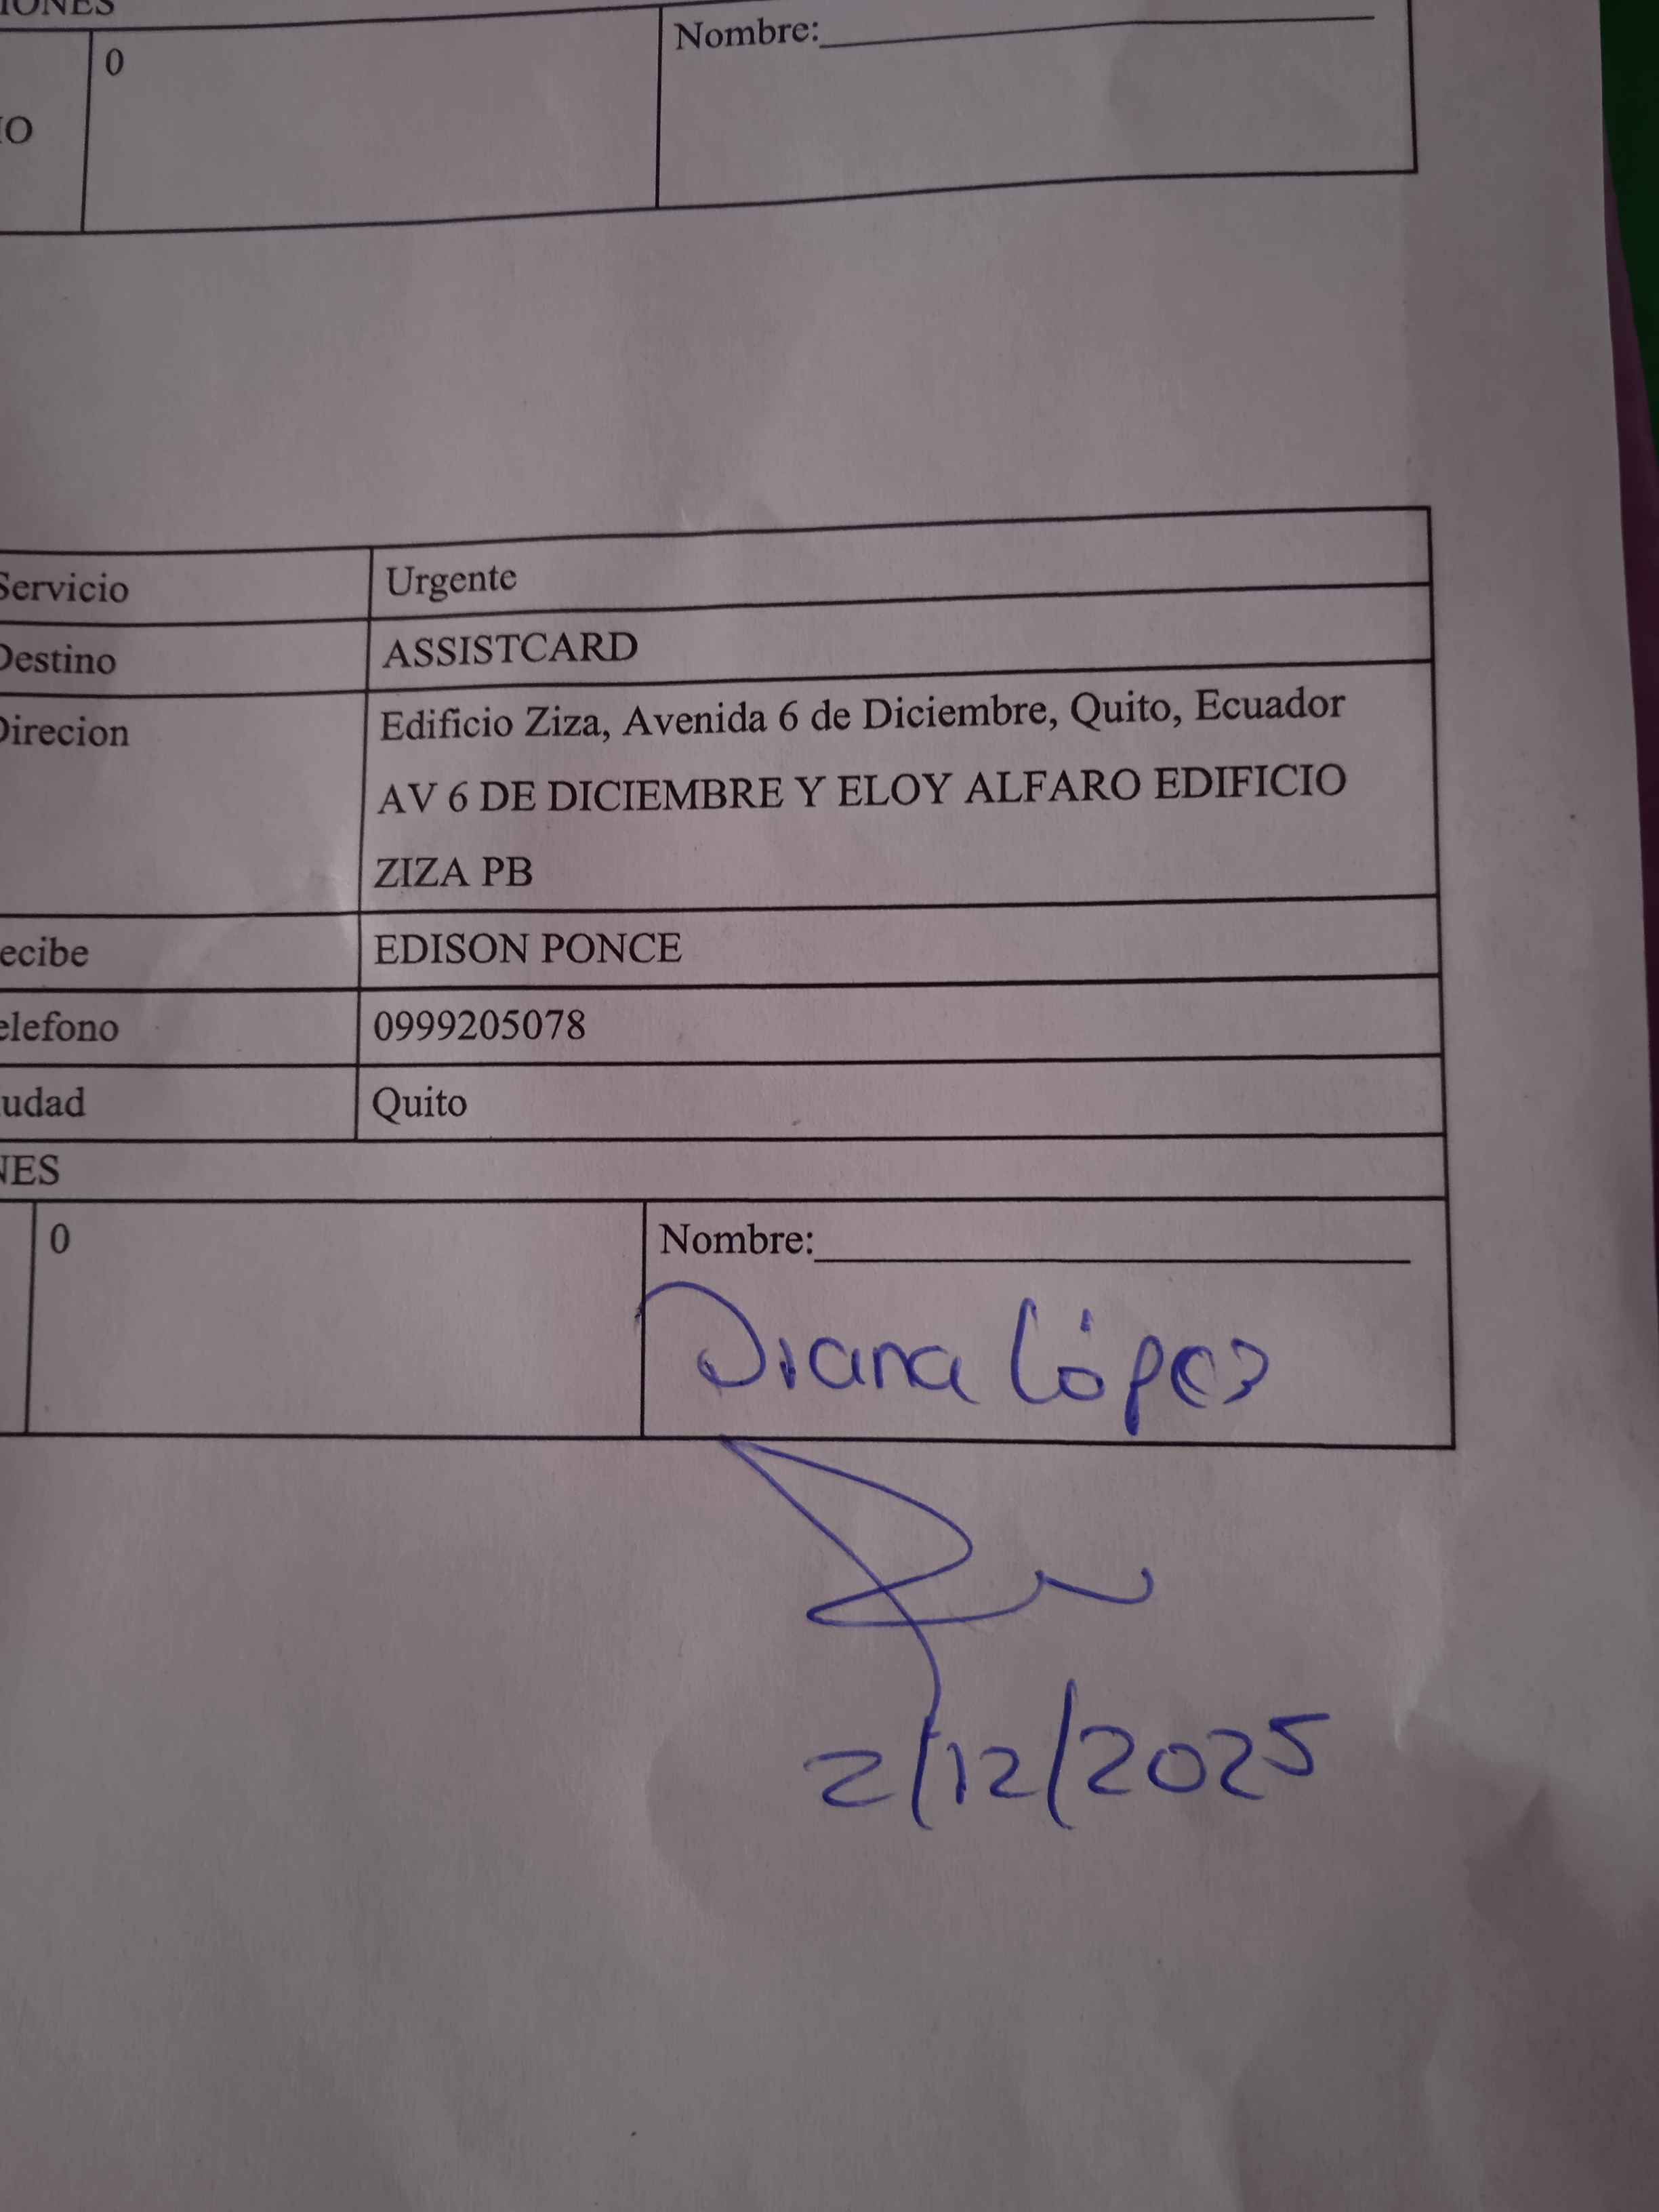 IONES
0
Nombre:
IO
Servicio Urgente
Destino ASSISTCARD
Direcion Edificio Ziza, Avenida 6 de Diciembre, Quito, Ecuador
AV 6 DE DICIEMBRE Y ELOY ALFARO EDIFICIO
ZIZA PB
ecibe EDISON PONCE
elefono 0999205078
udad Quito
NES
0
Nombre:
Diana López
2/12/2025